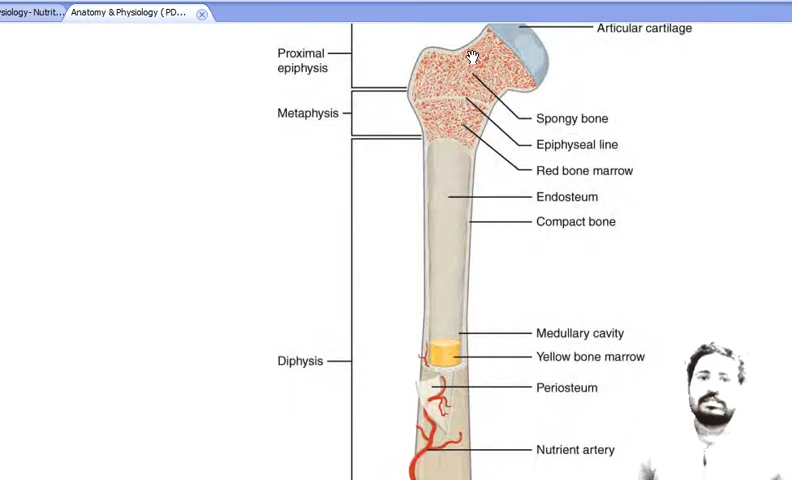 ysiology- Nutrit...
Anatomy & Physiology ( PD...
Articular cartilage
Proximal
epiphysis
Metaphysis
Spongy bone
Epiphyseal line
Red bone marrow
Endosteum
Compact bone
Medullary cavity
Diphysis
Yellow bone marrow
Periosteum
Nutrient artery